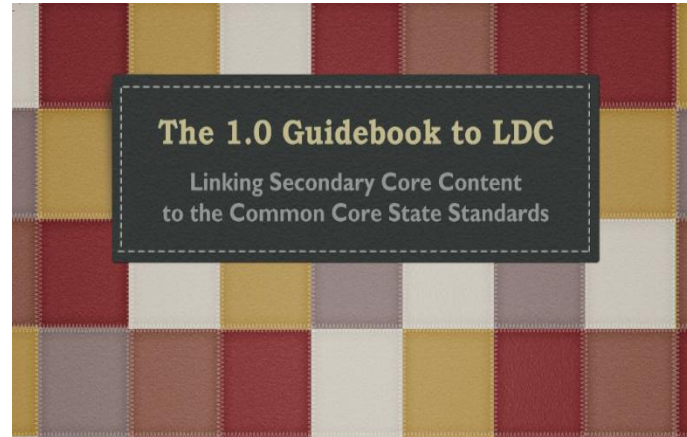 The 1.0 Guidebook to LDC
Linking Secondary Core Content
to the Common Core State Standards